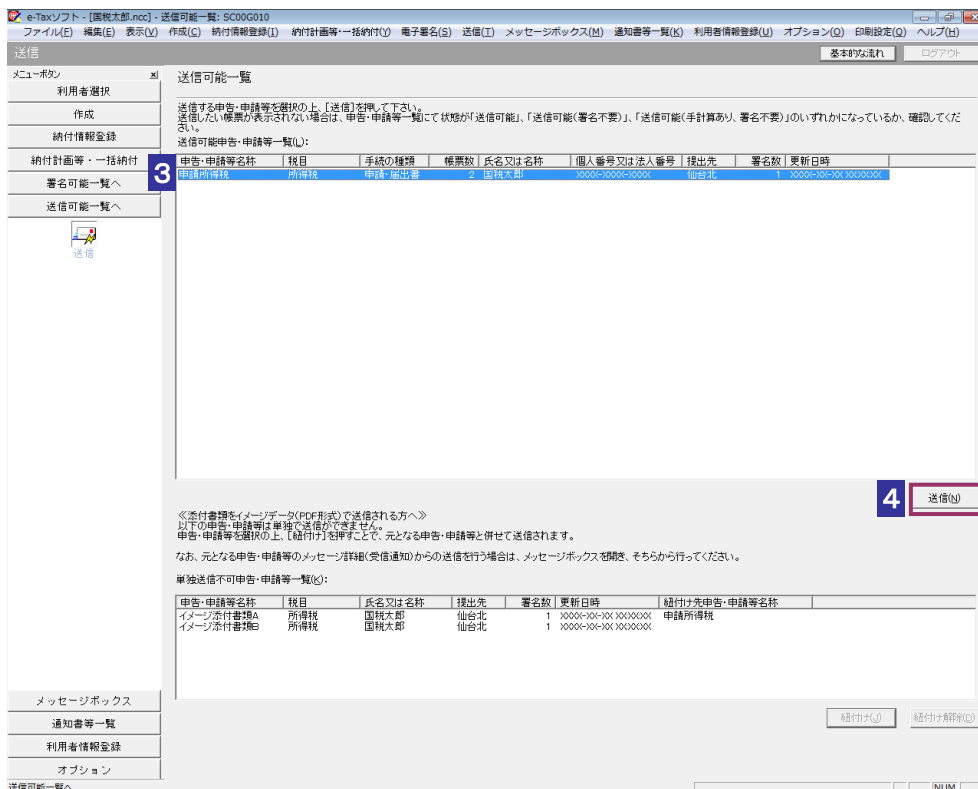 e-Taxソフト - [国税太郎.ncc] - 送信可能一覧: SC00G010
ファイル(F) 編集(E) 表示(V) 作成(C) 納付情報登録(I) 納付計画等・一括納付(Y) 電子署名(S) 送信(T) メッセージボックス(M) 通知書等一覧(K) 利用者情報登録(U) オプション(O) 印刷設定(Q) ヘルプ(H)
送信 基本的な流れ ログアウト
メニューボタン x
利用者選択
作成
納付情報登録
納付計画等・一括納付
署名可能一覧へ
送信可能一覧へ
送信
送信可能一覧
送信する申告・申請等を選択の上、[送信]を押して下さい。
送信したい帳票が表示されない場合は、申告・申請等一覧にて状態が「送信可能」、「送信可能(署名不要)」、「送信可能(手計算あり、署名不要)」のいずれかになっているか、確認してくだ
さい。
送信可能申告・申請等一覧(L):
申告・申請等名称 税目 手続の種類 帳票数 氏名又は名称 個人番号又は法人番号 提出先 署名数 更新日時
3 申請所得税 所得税 申請・届出書 2 国税太郎 XXXX-XXXX-XXXX 仙台北 1 XXXX-XX-XX XX:XX:XX
4 送信(N)
≪添付書類をイメージデータ(PDF形式)で送信される方へ≫
以下の申告・申請等は単独で送信ができません。
申告・申請等を選択の上、[紐付け]を押すことで、元となる申告・申請等と併せて送信されます。
なお、元となる申告・申請等のメッセージ詳細(受信通知)からの送信を行う場合は、メッセージボックスを開き、そちらから行ってください。
単独送信不可申告・申請等一覧(K):
申告・申請等名称 税目 氏名又は名称 提出先 署名数 更新日時 紐付け先申告・申請等名称
イメージ添付書類A 所得税 国税太郎 仙台北 1 XXXX-XX-XX XX:XX:XX 申請所得税
イメージ添付書類B 所得税 国税太郎 仙台北 1 XXXX-XX-XX XX:XX:XX
紐付け(J) 紐付け解除(D)
メッセージボックス
通知書等一覧
利用者情報登録
オプション
送信可能一覧へ NUM